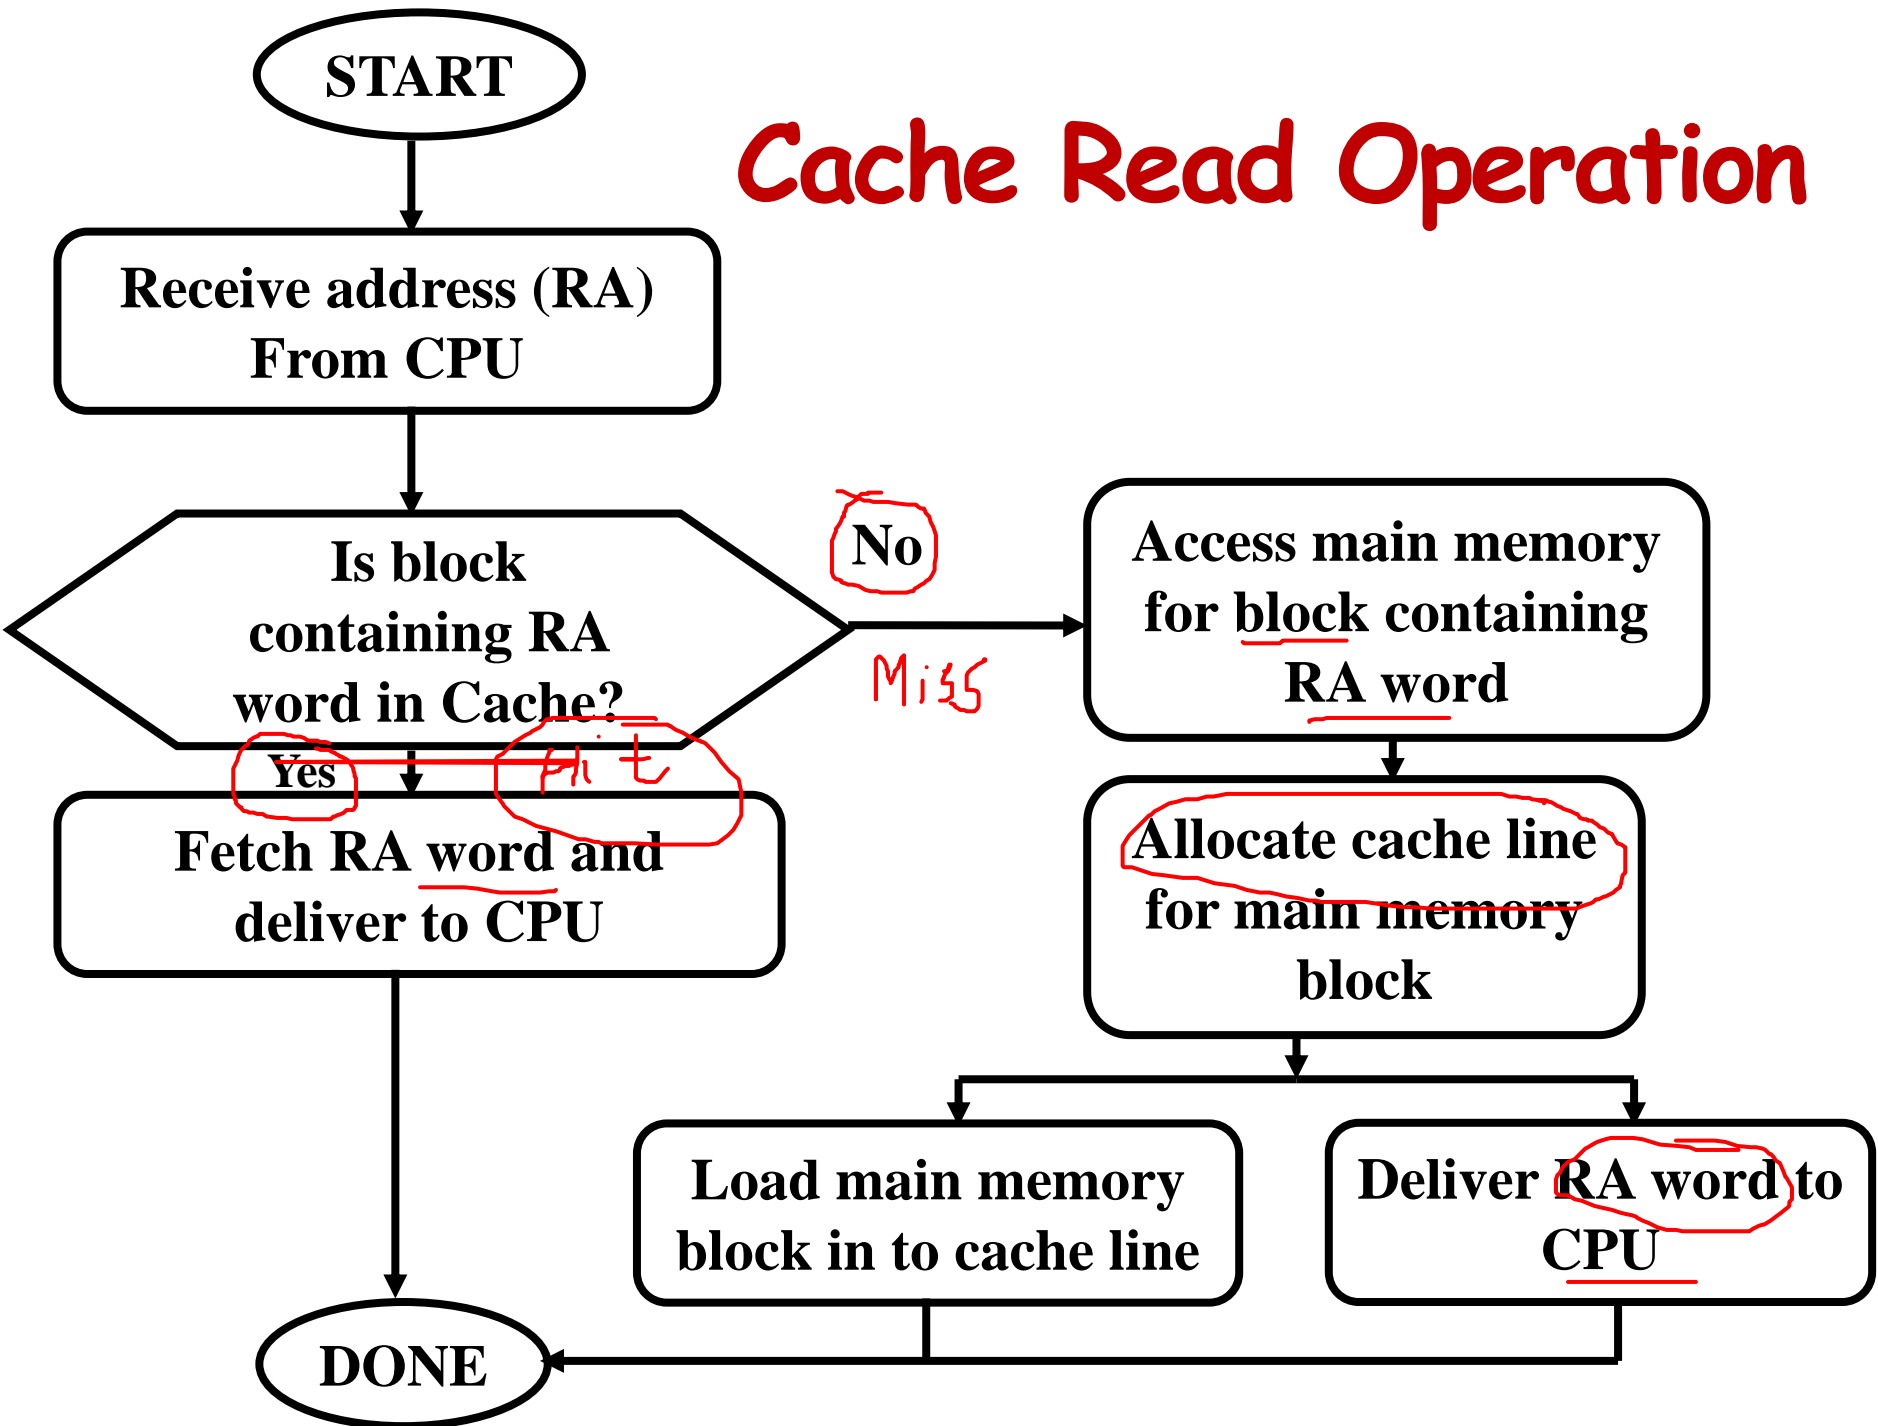 START
Cache Read Operation
Receive address (RA)
From CPU
Is block
containing RA
word in Cache?
No
Miss
Yes
Hit
Fetch RA word and
deliver to CPU
Access main memory
for block containing
RA word
Allocate cache line
for main memory
block
Load main memory
block in to cache line
Deliver RA word to
CPU
DONE